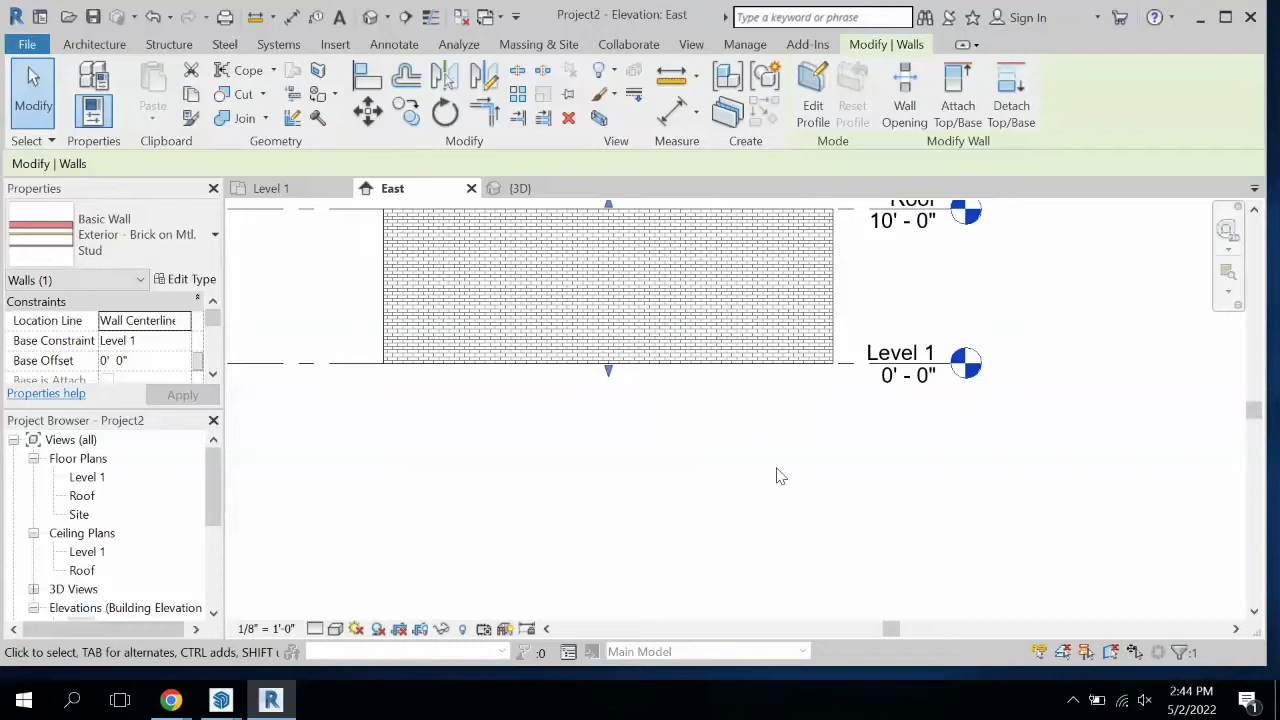 Project2 - Elevation: East
Type a keyword or phrase
Sign In
File
Architecture
Structure
Steel
Systems
Insert
Annotate
Analyze
Massing & Site
Collaborate
View
Manage
Add-Ins
Modify | Walls
Modify
Paste
Cope
Cut
Join
Edit
Profile
Reset
Profile
Wall
Opening
Attach
Top/Base
Detach
Top/Base
Select
Properties
Clipboard
Geometry
Modify
View
Measure
Create
Mode
Modify Wall
Modify | Walls
Properties
Level 1
East
(3D)
Basic Wall
Exterior - Brick on Mtl.
Stud
Walls (1)
Edit Type
Constraints
Location Line
Wall Centerline
Base Constraint
Level 1
Base Offset
0' 0"
Base is Attach
Properties help
Apply
Project Browser - Project2
Views (all)
Floor Plans
Level 1
Roof
Site
Ceiling Plans
Level 1
Roof
3D Views
Elevations (Building Elevation
Roof
10' - 0"
Level 1
0' - 0"
1/8" = 1'-0"
Click to select, TAB for alternates, CTRL adds, SHIFT u
:0
Main Model
:1
2:44 PM
5/2/2022
1